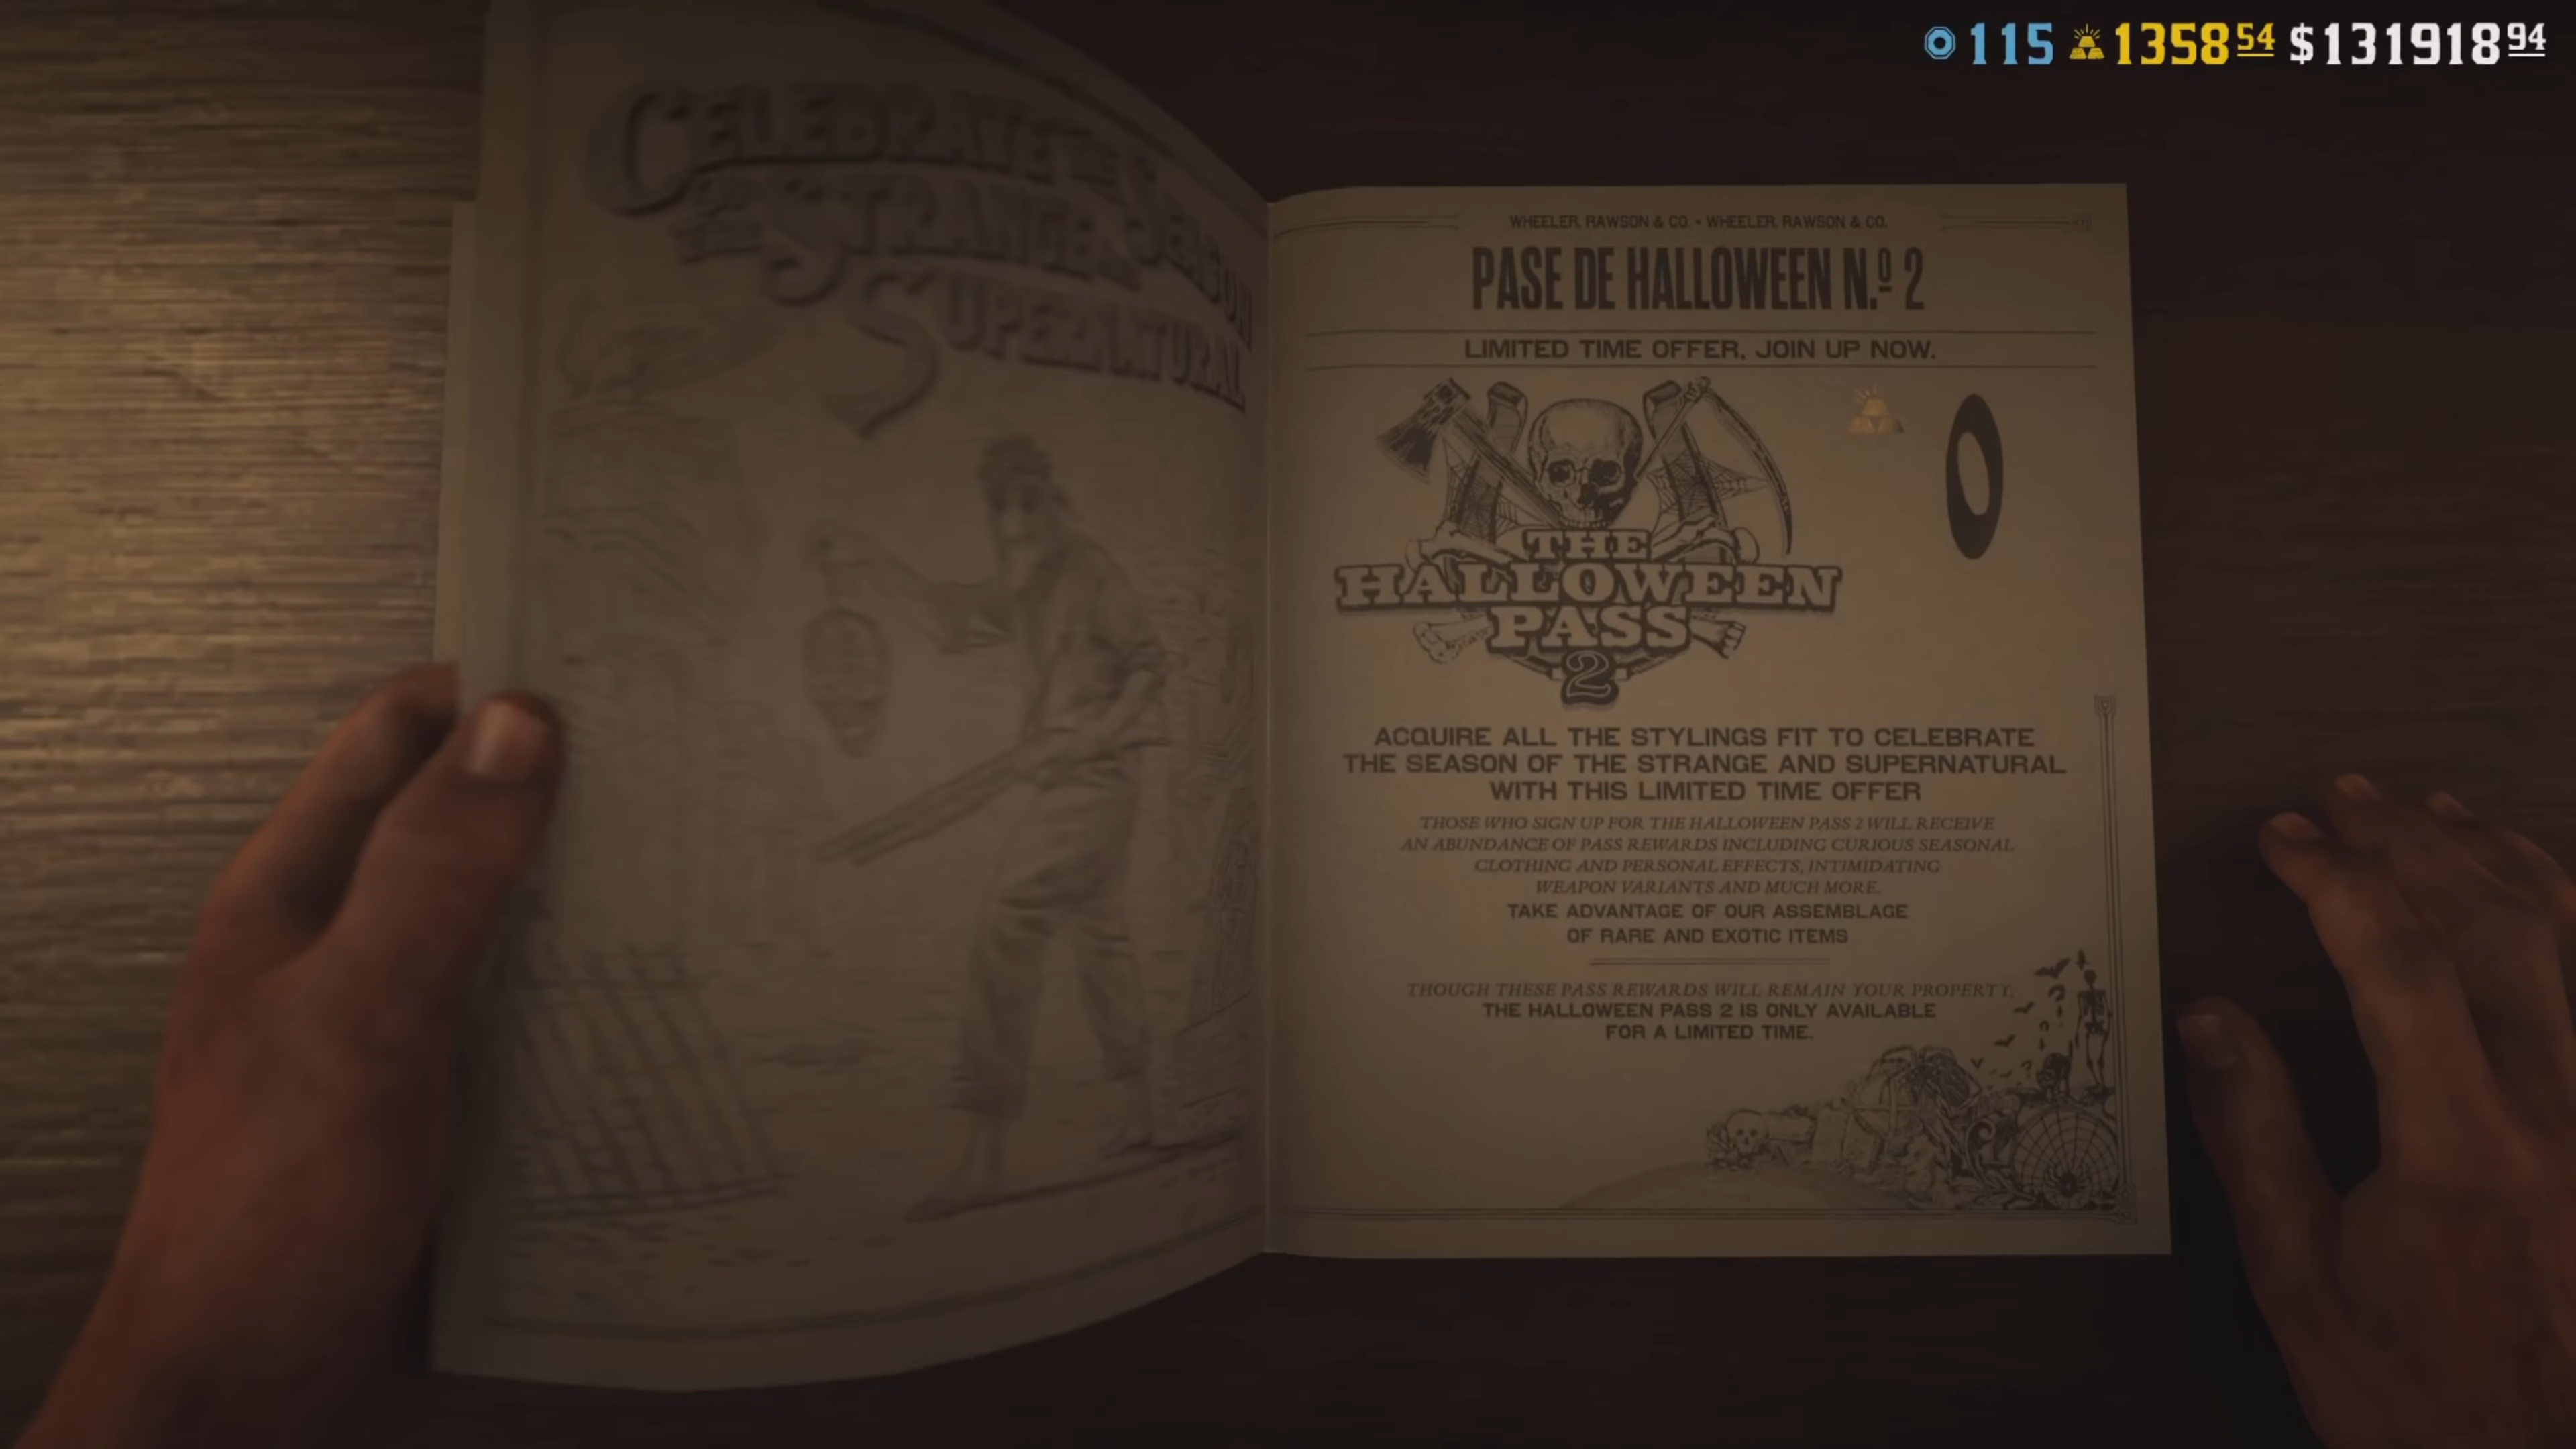 115 1358 54 $131918 94
CELEBRATE THE SEASON
OF THE STRANGE AND
SUPERNATURAL
WHEELER, RAWSON & CO. • WHEELER, RAWSON & CO.
PASE DE HALLOWEEN N.º 2
LIMITED TIME OFFER, JOIN UP NOW.
0
THE
HALLOWEEN
PASS
2
ACQUIRE ALL THE STYLINGS FIT TO CELEBRATE
THE SEASON OF THE STRANGE AND SUPERNATURAL
WITH THIS LIMITED TIME OFFER
THOSE WHO SIGN UP FOR THE HALLOWEEN PASS 2 WILL RECEIVE
AN ABUNDANCE OF PASS REWARDS INCLUDING CURIOUS SEASONAL
CLOTHING AND PERSONAL EFFECTS, INTIMIDATING
WEAPON VARIANTS AND MUCH MORE.
TAKE ADVANTAGE OF OUR ASSEMBLAGE
OF RARE AND EXOTIC ITEMS
THOUGH THESE PASS REWARDS WILL REMAIN YOUR PROPERTY,
THE HALLOWEEN PASS 2 IS ONLY AVAILABLE
FOR A LIMITED TIME.